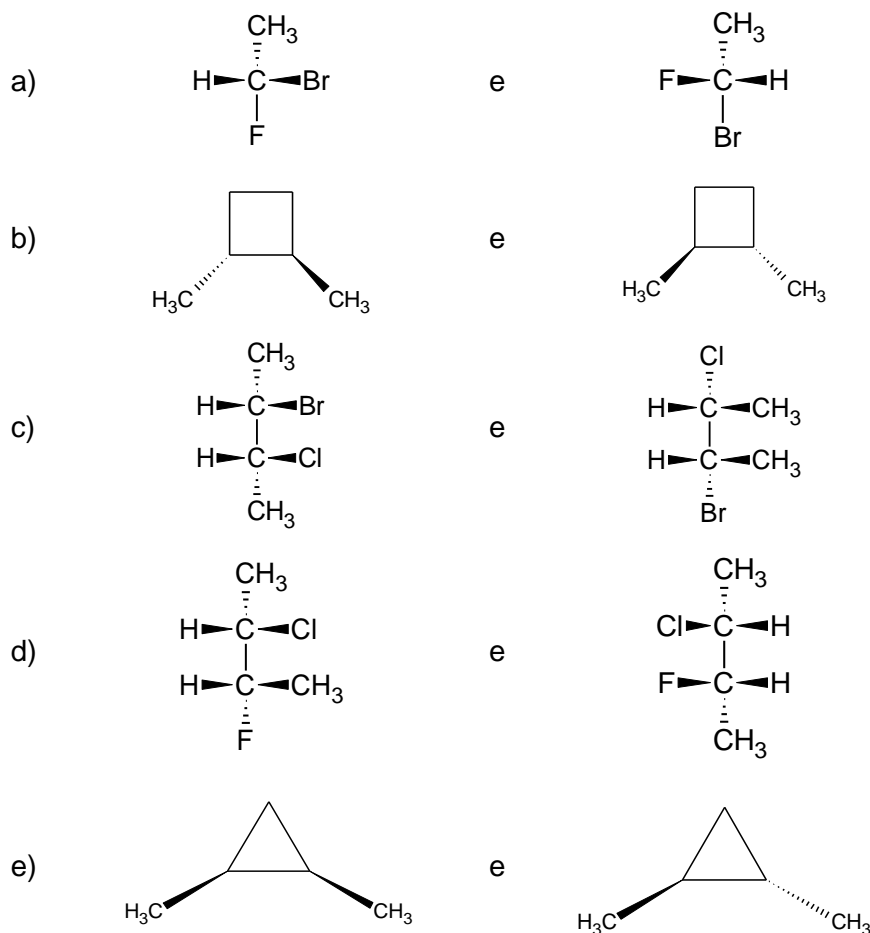 CH3 CH3
a) H C Br e F C H
F Br
b) e
H3C CH3 H3C CH3
CH3 Cl
H C Br H C CH3
c) e
H C Cl H C CH3
CH3 Br
CH3 CH3
H C Cl Cl C H
d) e
H C CH3 F C H
F CH3
e) e
H3C CH3 H3C CH3